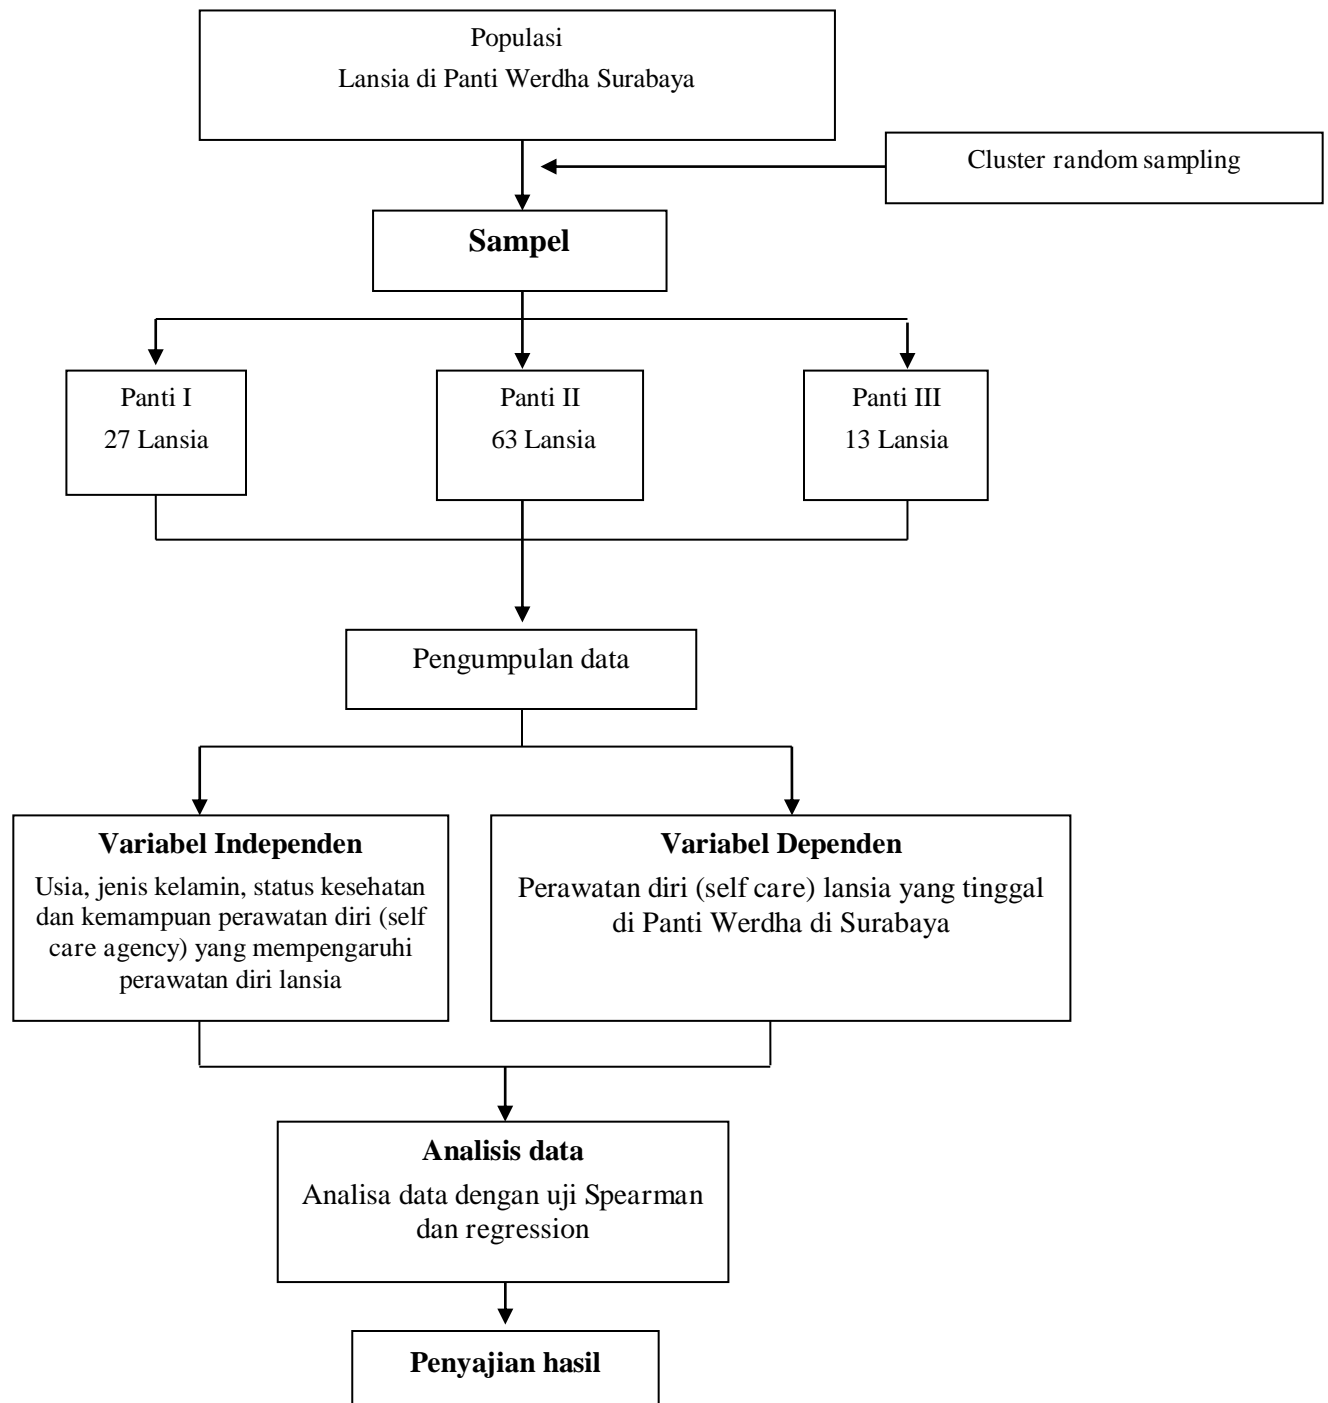 Populasi
Lansia di Panti Werdha Surabaya
Cluster random sampling
Sampel
Panti I
27 Lansia
Panti II
63 Lansia
Panti III
13 Lansia
Pengumpulan data
Variabel Independen
Usia, jenis kelamin, status kesehatan
dan kemampuan perawatan diri (self
care agency) yang mempengaruhi
perawatan diri lansia
Variabel Dependen
Perawatan diri (self care) lansia yang tinggal
di Panti Werdha di Surabaya
Analisis data
Analisa data dengan uji Spearman
dan regression
Penyajian hasil